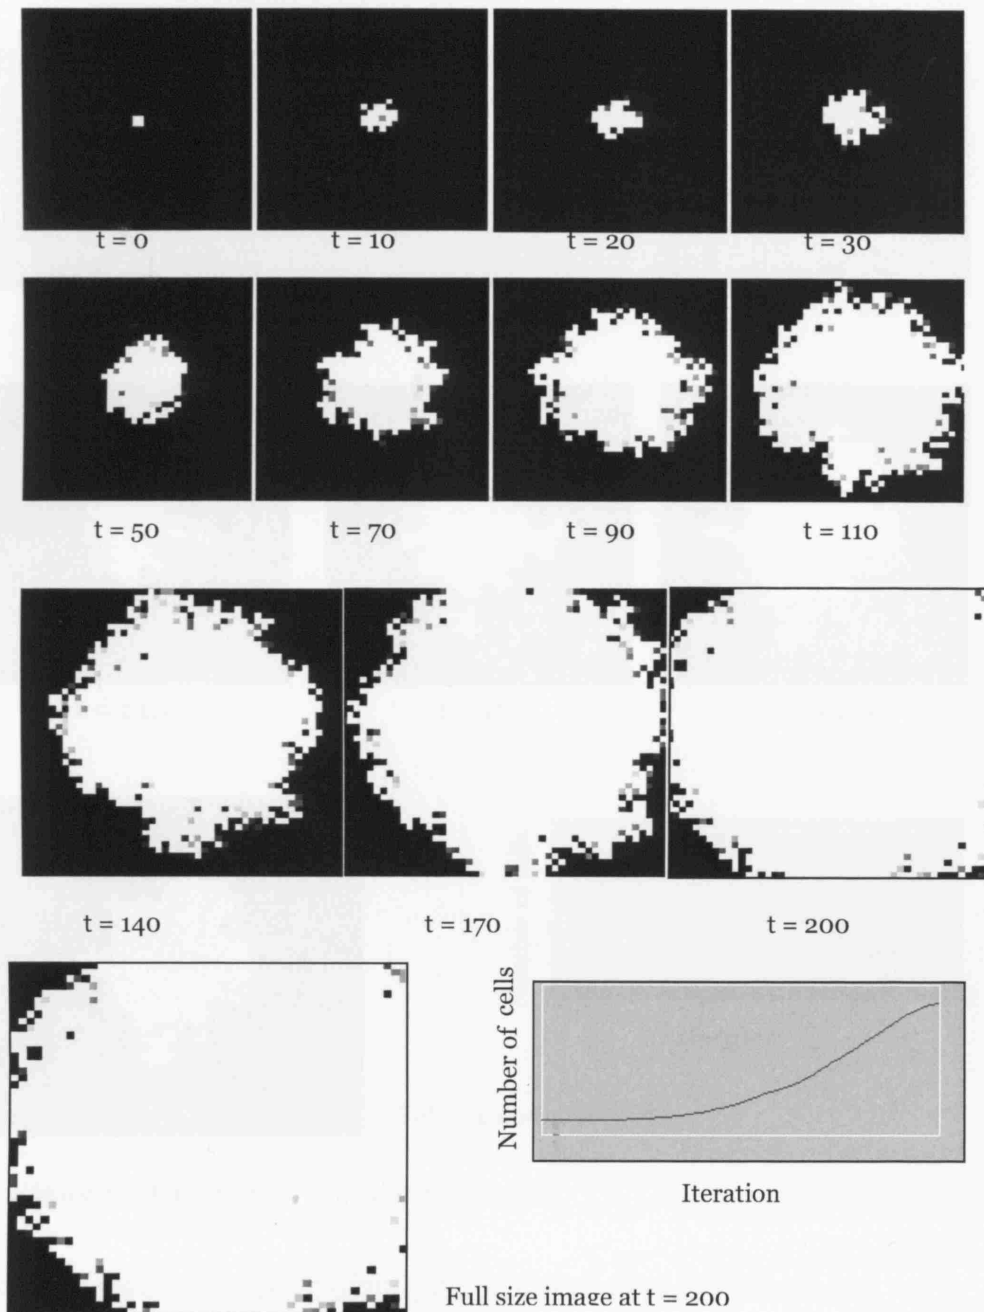 t = 0
t = 10
t = 20
t = 30
t = 50
t = 70
t = 90
t = 110
t = 140
t = 170
t = 200
Number of cells
Iteration
Full size image at t = 200